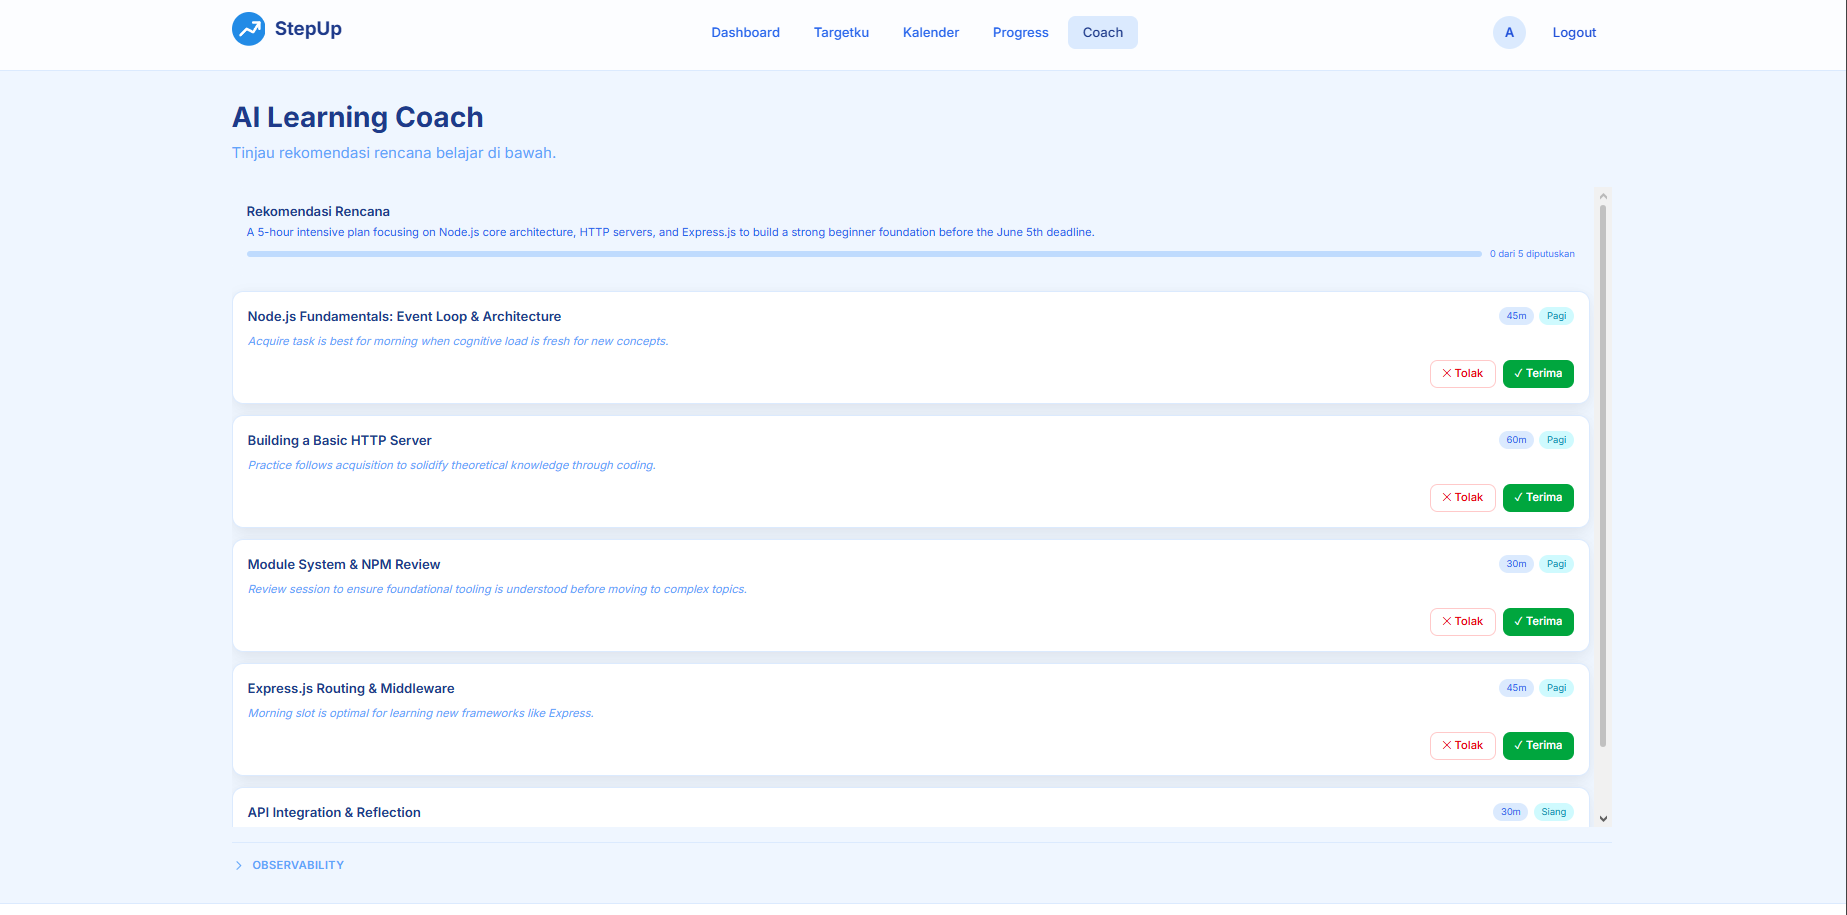 StepUp
Dashboard
Targetku
Kalender
Progress
Coach
A
Logout
AI Learning Coach
Tinjau rekomendasi rencana belajar di bawah.
Rekomendasi Rencana
A 5-hour intensive plan focusing on Node.js core architecture, HTTP servers, and Express.js to build a strong beginner foundation before the June 5th deadline.
0 dari 5 diputuskan
Node.js Fundamentals: Event Loop & Architecture
45m
Pagi
Acquire task is best for morning when cognitive load is fresh for new concepts.
✕ Tolak
✓ Terima
Building a Basic HTTP Server
60m
Pagi
Practice follows acquisition to solidify theoretical knowledge through coding.
✕ Tolak
✓ Terima
Module System & NPM Review
30m
Pagi
Review session to ensure foundational tooling is understood before moving to complex topics.
✕ Tolak
✓ Terima
Express.js Routing & Middleware
45m
Pagi
Morning slot is optimal for learning new frameworks like Express.
✕ Tolak
✓ Terima
API Integration & Reflection
30m
Siang
OBSERVABILITY